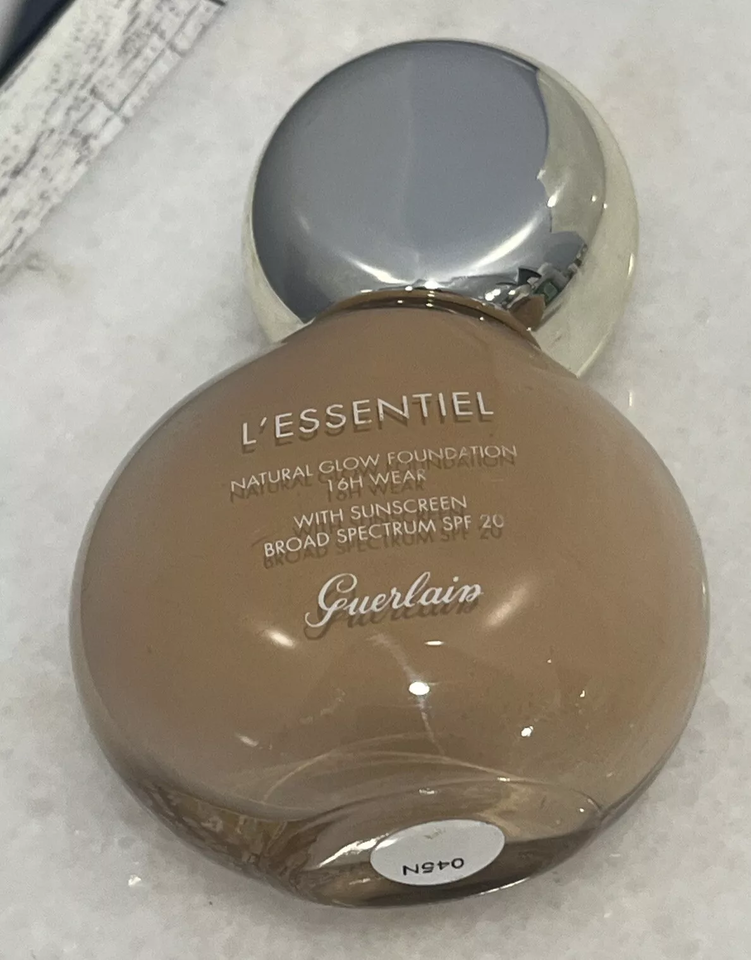 L'ESSENTIEL
NATURAL GLOW FOUNDATION
16H WEAR
WITH SUNSCREEN
BROAD SPECTRUM SPF 20
Guerlain
045N